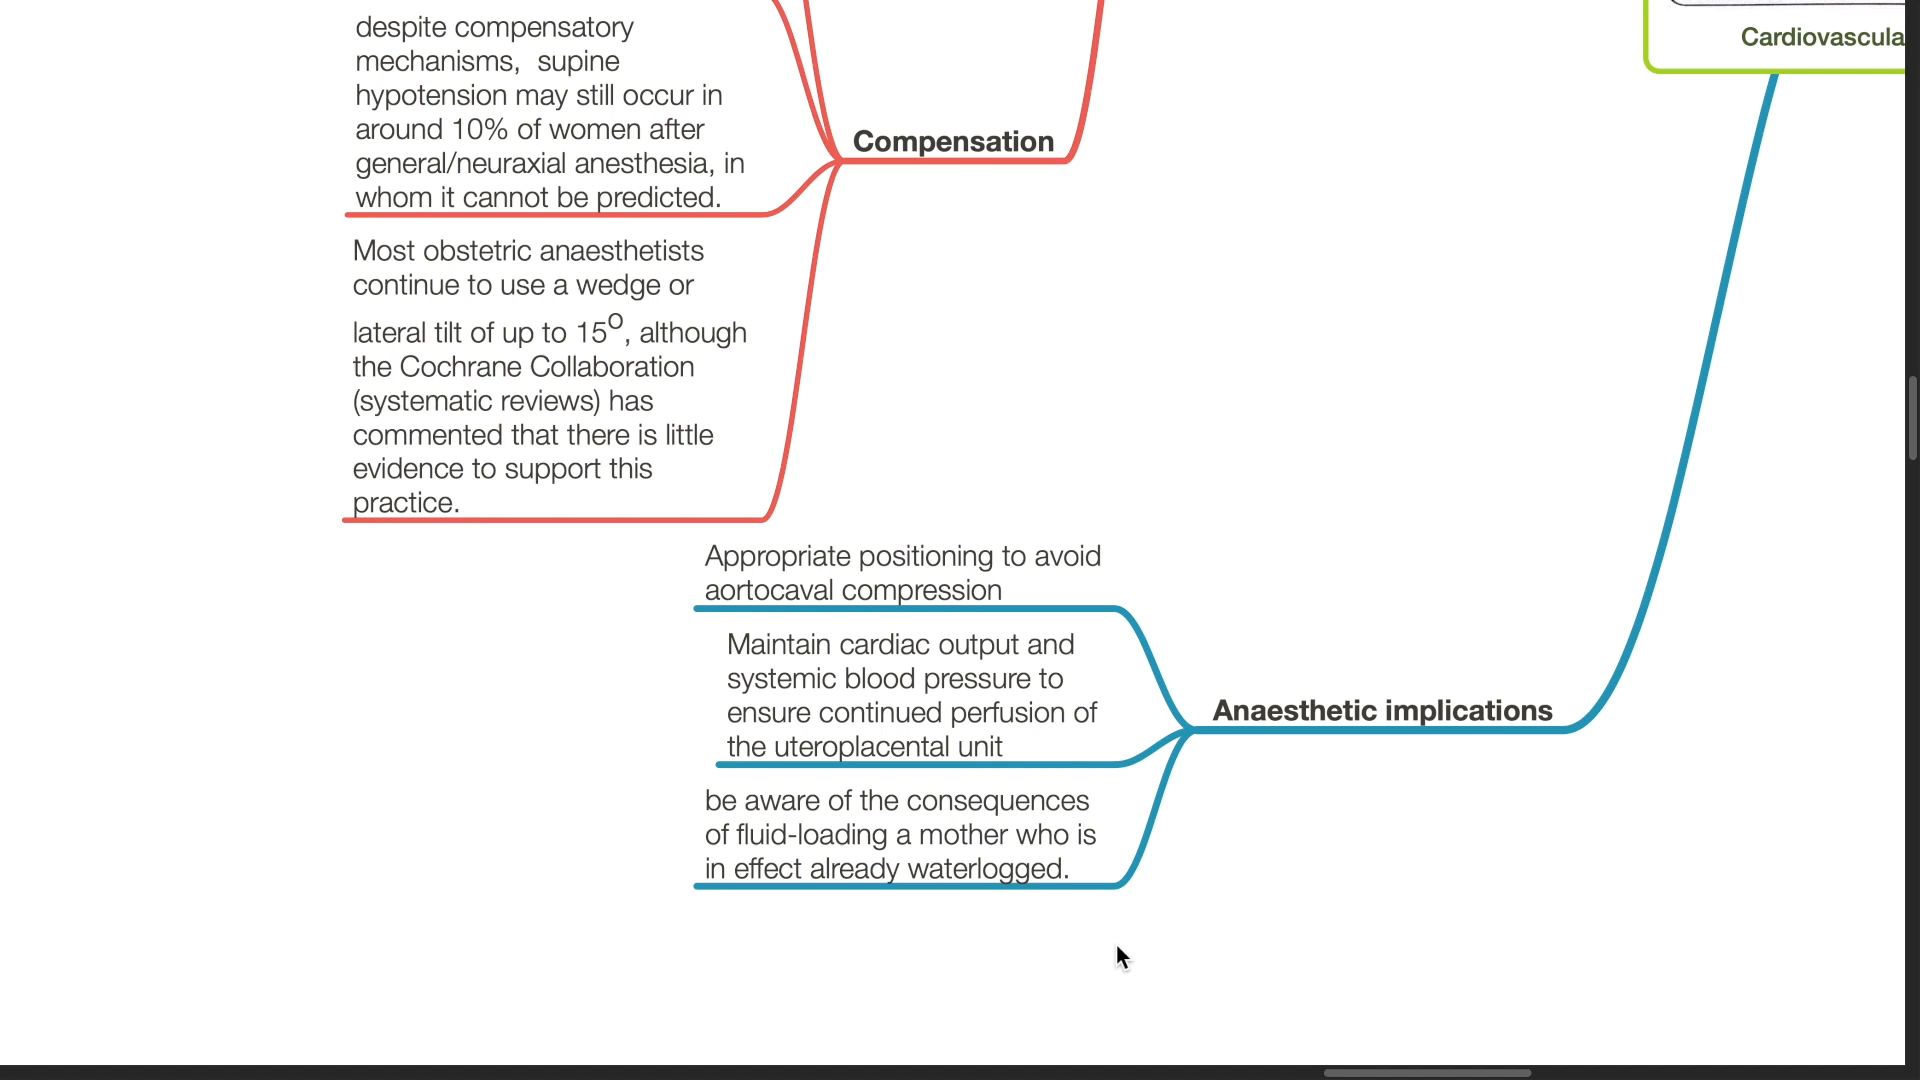 despite compensatory
mechanisms,  supine
hypotension may still occur in
around 10% of women after
general/neuraxial anesthesia, in
whom it cannot be predicted.
Compensation
Most obstetric anaesthetists
continue to use a wedge or
lateral tilt of up to 15º, although
the Cochrane Collaboration
(systematic reviews) has
commented that there is little
evidence to support this
practice.
Cardiovascula
Appropriate positioning to avoid
aortocaval compression
Maintain cardiac output and
systemic blood pressure to
ensure continued perfusion of
the uteroplacental unit
be aware of the consequences
of fluid-loading a mother who is
in effect already waterlogged.
Anaesthetic implications